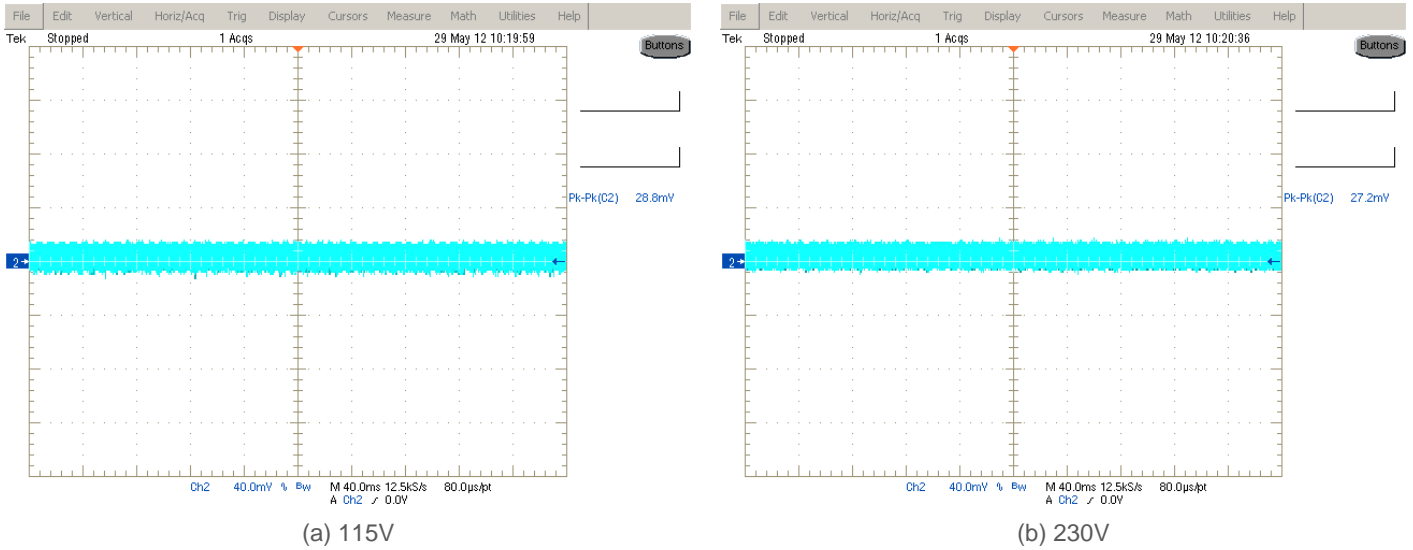 File Edit Vertical Horiz/Acq Trig Display Cursors Measure Math Utilities Help
Tek Stopped 1 Acqs 29 May 12 10:19:59
Buttons
Pk-Pk(C2) 28.8mV
2
Ch2 40.0mV ∿ Bw M 40.0ms 12.5kS/s 80.0µs/pt
A Ch2 ∕ 0.0V
(a) 115V
File Edit Vertical Horiz/Acq Trig Display Cursors Measure Math Utilities Help
Tek Stopped 1 Acqs 29 May 12 10:20:36
Buttons
Pk-Pk(C2) 27.2mV
2
Ch2 40.0mV ∿ Bw M 40.0ms 12.5kS/s 80.0µs/pt
A Ch2 ∕ 0.0V
(b) 230V